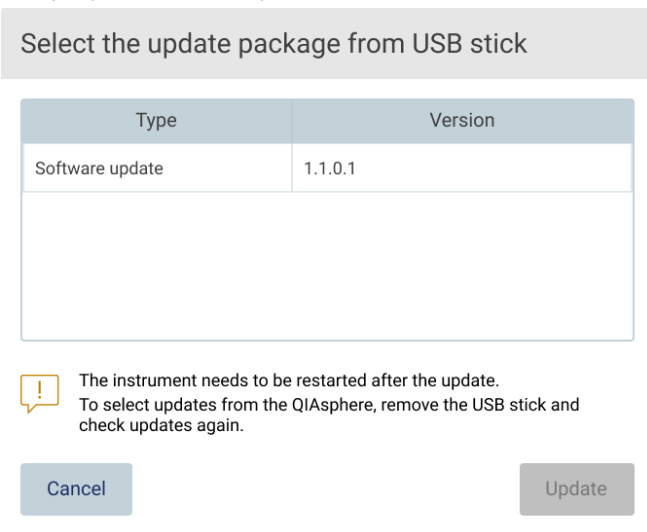 Select the update package from USB stick
Type Version
Software update 1.1.0.1
The instrument needs to be restarted after the update.
To select updates from the QIAsphere, remove the USB stick and
check updates again.
Cancel Update